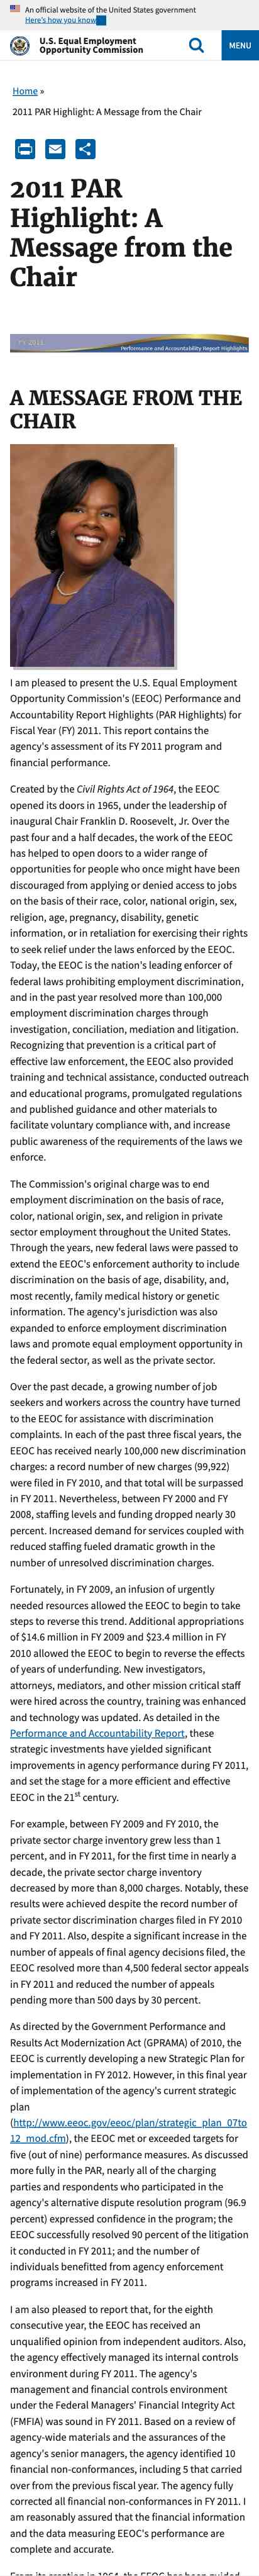 An official website of the United States government
Here's how you know
U.S. Equal Employment
Opportunity Commission
MENU
Home »
2011 PAR Highlight: A Message from the Chair
2011 PAR
Highlight: A
Message from the
Chair
FY 2011
Performance and Accountability Report Highlights
A MESSAGE FROM THE
CHAIR
I am pleased to present the U.S. Equal Employment
Opportunity Commission's (EEOC) Performance and
Accountability Report Highlights (PAR Highlights) for
Fiscal Year (FY) 2011. This report contains the
agency's assessment of its FY 2011 program and
financial performance.
Created by the Civil Rights Act of 1964, the EEOC
opened its doors in 1965, under the leadership of
inaugural Chair Franklin D. Roosevelt, Jr. Over the
past four and a half decades, the work of the EEOC
has helped to open doors to a wider range of
opportunities for people who once might have been
discouraged from applying or denied access to jobs
on the basis of their race, color, national origin, sex,
religion, age, pregnancy, disability, genetic
information, or in retaliation for exercising their rights
to seek relief under the laws enforced by the EEOC.
Today, the EEOC is the nation's leading enforcer of
federal laws prohibiting employment discrimination,
and in the past year resolved more than 100,000
employment discrimination charges through
investigation, conciliation, mediation and litigation.
Recognizing that prevention is a critical part of
effective law enforcement, the EEOC also provided
training and technical assistance, conducted outreach
and educational programs, promulgated regulations
and published guidance and other materials to
facilitate voluntary compliance with, and increase
public awareness of the requirements of the laws we
enforce.
The Commission's original charge was to end
employment discrimination on the basis of race,
color, national origin, sex, and religion in private
sector employment throughout the United States.
Through the years, new federal laws were passed to
extend the EEOC's enforcement authority to include
discrimination on the basis of age, disability, and,
most recently, family medical history or genetic
information. The agency's jurisdiction was also
expanded to enforce employment discrimination
laws and promote equal employment opportunity in
the federal sector, as well as the private sector.
Over the past decade, a growing number of job
seekers and workers across the country have turned
to the EEOC for assistance with discrimination
complaints. In each of the past three fiscal years, the
EEOC has received nearly 100,000 new discrimination
charges: a record number of new charges (99,922)
were filed in FY 2010, and that total will be surpassed
in FY 2011. Nevertheless, between FY 2000 and FY
2008, staffing levels and funding dropped nearly 30
percent. Increased demand for services coupled with
reduced staffing fueled dramatic growth in the
number of unresolved discrimination charges.
Fortunately, in FY 2009, an infusion of urgently
needed resources allowed the EEOC to begin to take
steps to reverse this trend. Additional appropriations
of $14.6 million in FY 2009 and $23.4 million in FY
2010 allowed the EEOC to begin to reverse the effects
of years of underfunding. New investigators,
attorneys, mediators, and other mission critical staff
were hired across the country, training was enhanced
and technology was updated. As detailed in the
Performance and Accountability Report, these
strategic investments have yielded significant
improvements in agency performance during FY 2011,
and set the stage for a more efficient and effective
EEOC in the 21st century.
For example, between FY 2009 and FY 2010, the
private sector charge inventory grew less than 1
percent, and in FY 2011, for the first time in nearly a
decade, the private sector charge inventory
decreased by more than 8,000 charges. Notably, these
results were achieved despite the record number of
private sector discrimination charges filed in FY 2010
and FY 2011. Also, despite a significant increase in the
number of appeals of final agency decisions filed, the
EEOC resolved more than 4,500 federal sector appeals
in FY 2011 and reduced the number of appeals
pending more than 500 days by 30 percent.
As directed by the Government Performance and
Results Act Modernization Act (GPRAMA) of 2010, the
EEOC is currently developing a new Strategic Plan for
implementation in FY 2012. However, in this final year
of implementation of the agency's current strategic
plan
(http://www.eeoc.gov/eeoc/plan/strategic_plan_07to
12_mod.cfm), the EEOC met or exceeded targets for
five (out of nine) performance measures. As discussed
more fully in the PAR, nearly all of the charging
parties and respondents who participated in the
agency's alternative dispute resolution program (96.9
percent) expressed confidence in the program; the
EEOC successfully resolved 90 percent of the litigation
it conducted in FY 2011; and the number of
individuals benefitted from agency enforcement
programs increased in FY 2011.
I am also pleased to report that, for the eighth
consecutive year, the EEOC has received an
unqualified opinion from independent auditors. Also,
the agency effectively managed its internal controls
environment during FY 2011. The agency's
management and financial controls environment
under the Federal Managers' Financial Integrity Act
(FMFIA) was sound in FY 2011. Based on a review of
agency-wide materials and the assurances of the
agency's senior managers, the agency identified 10
financial non-conformances, including 5 that carried
over from the previous fiscal year. The agency fully
corrected all financial non-conformances in FY 2011. I
am reasonably assured that the financial information
and the data measuring EEOC's performance are
complete and accurate.
From its creation in 1964, the EEOC has been guided